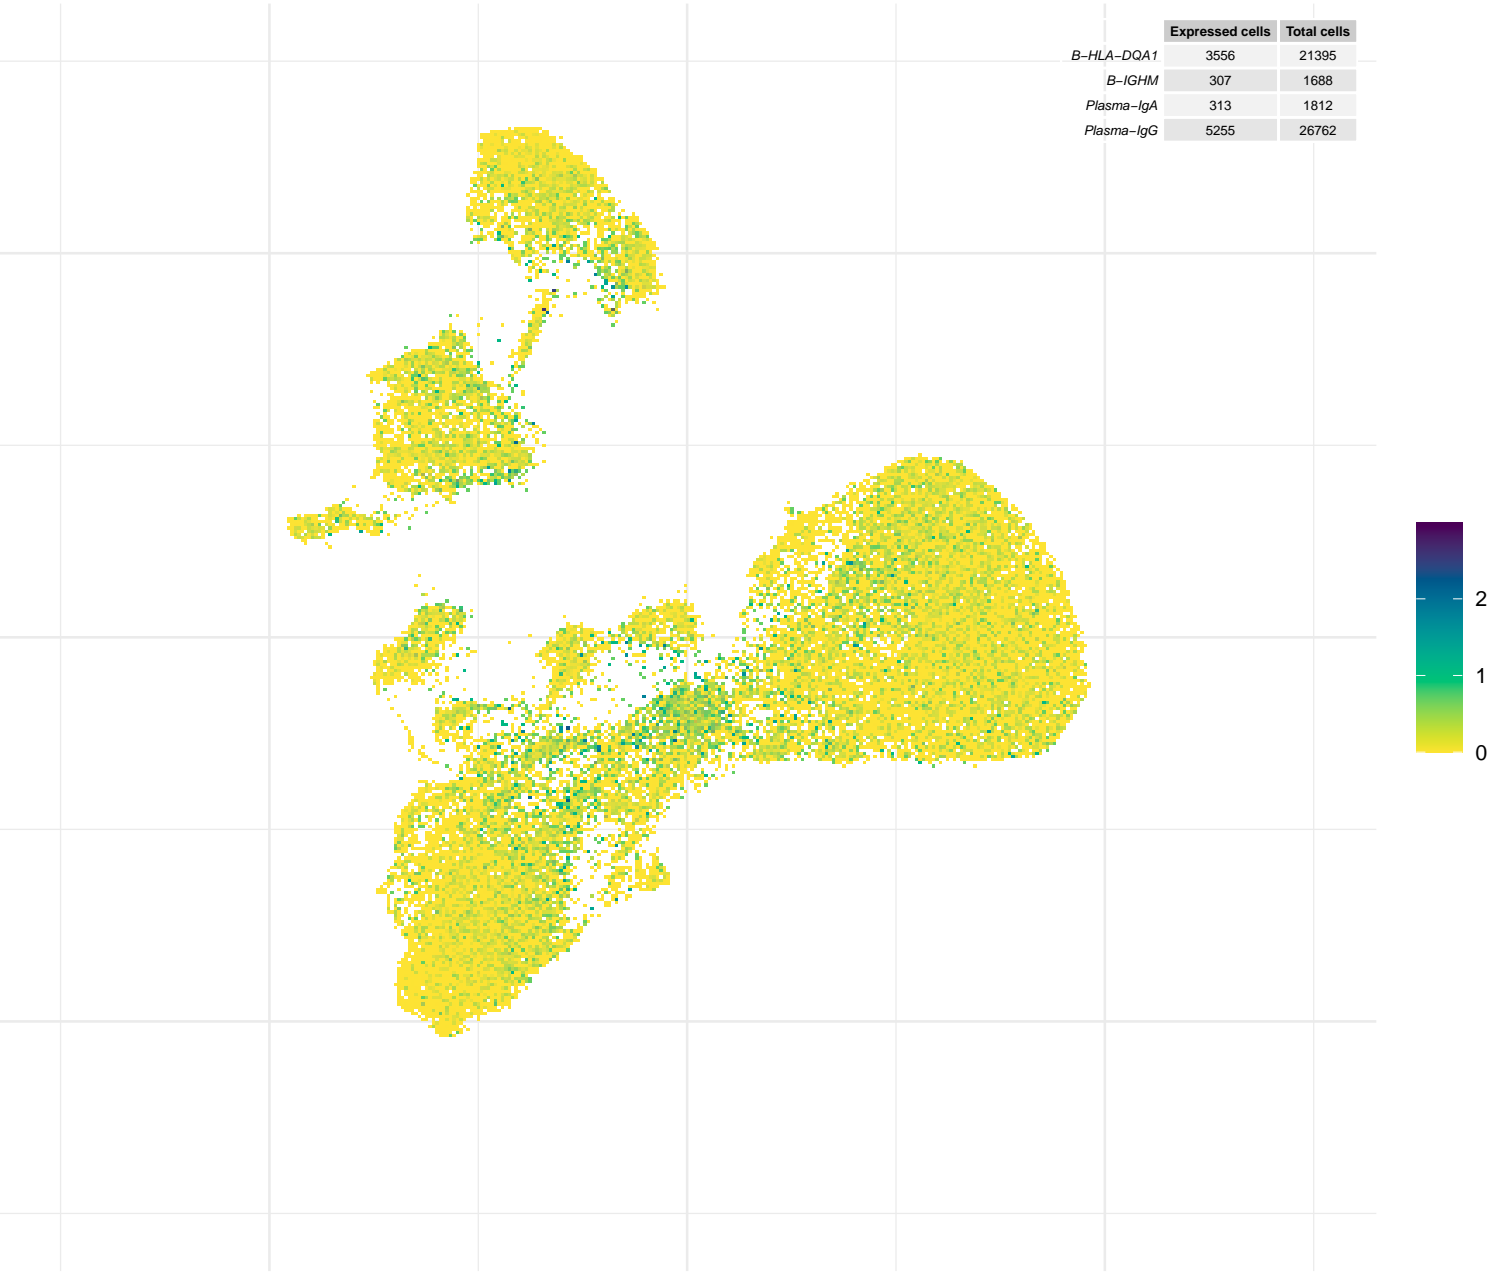 Expressed cells Total cells
B−HLA−DQA1 3556 21395
B−IGHM 307 1688
Plasma−IgA 313 1812
Plasma−IgG 5255 26762
2
1
0